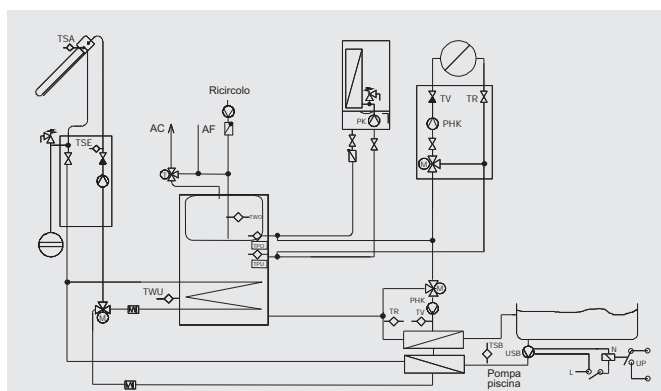 TSA
Ricircolo
AC
AF
TSE
T
TWO
TPO
TPU
TWU
M
PK
TV
TR
PHK
M
M
PHK
TR
TV
TSB
USB
N
L
UP
Pompa
piscina